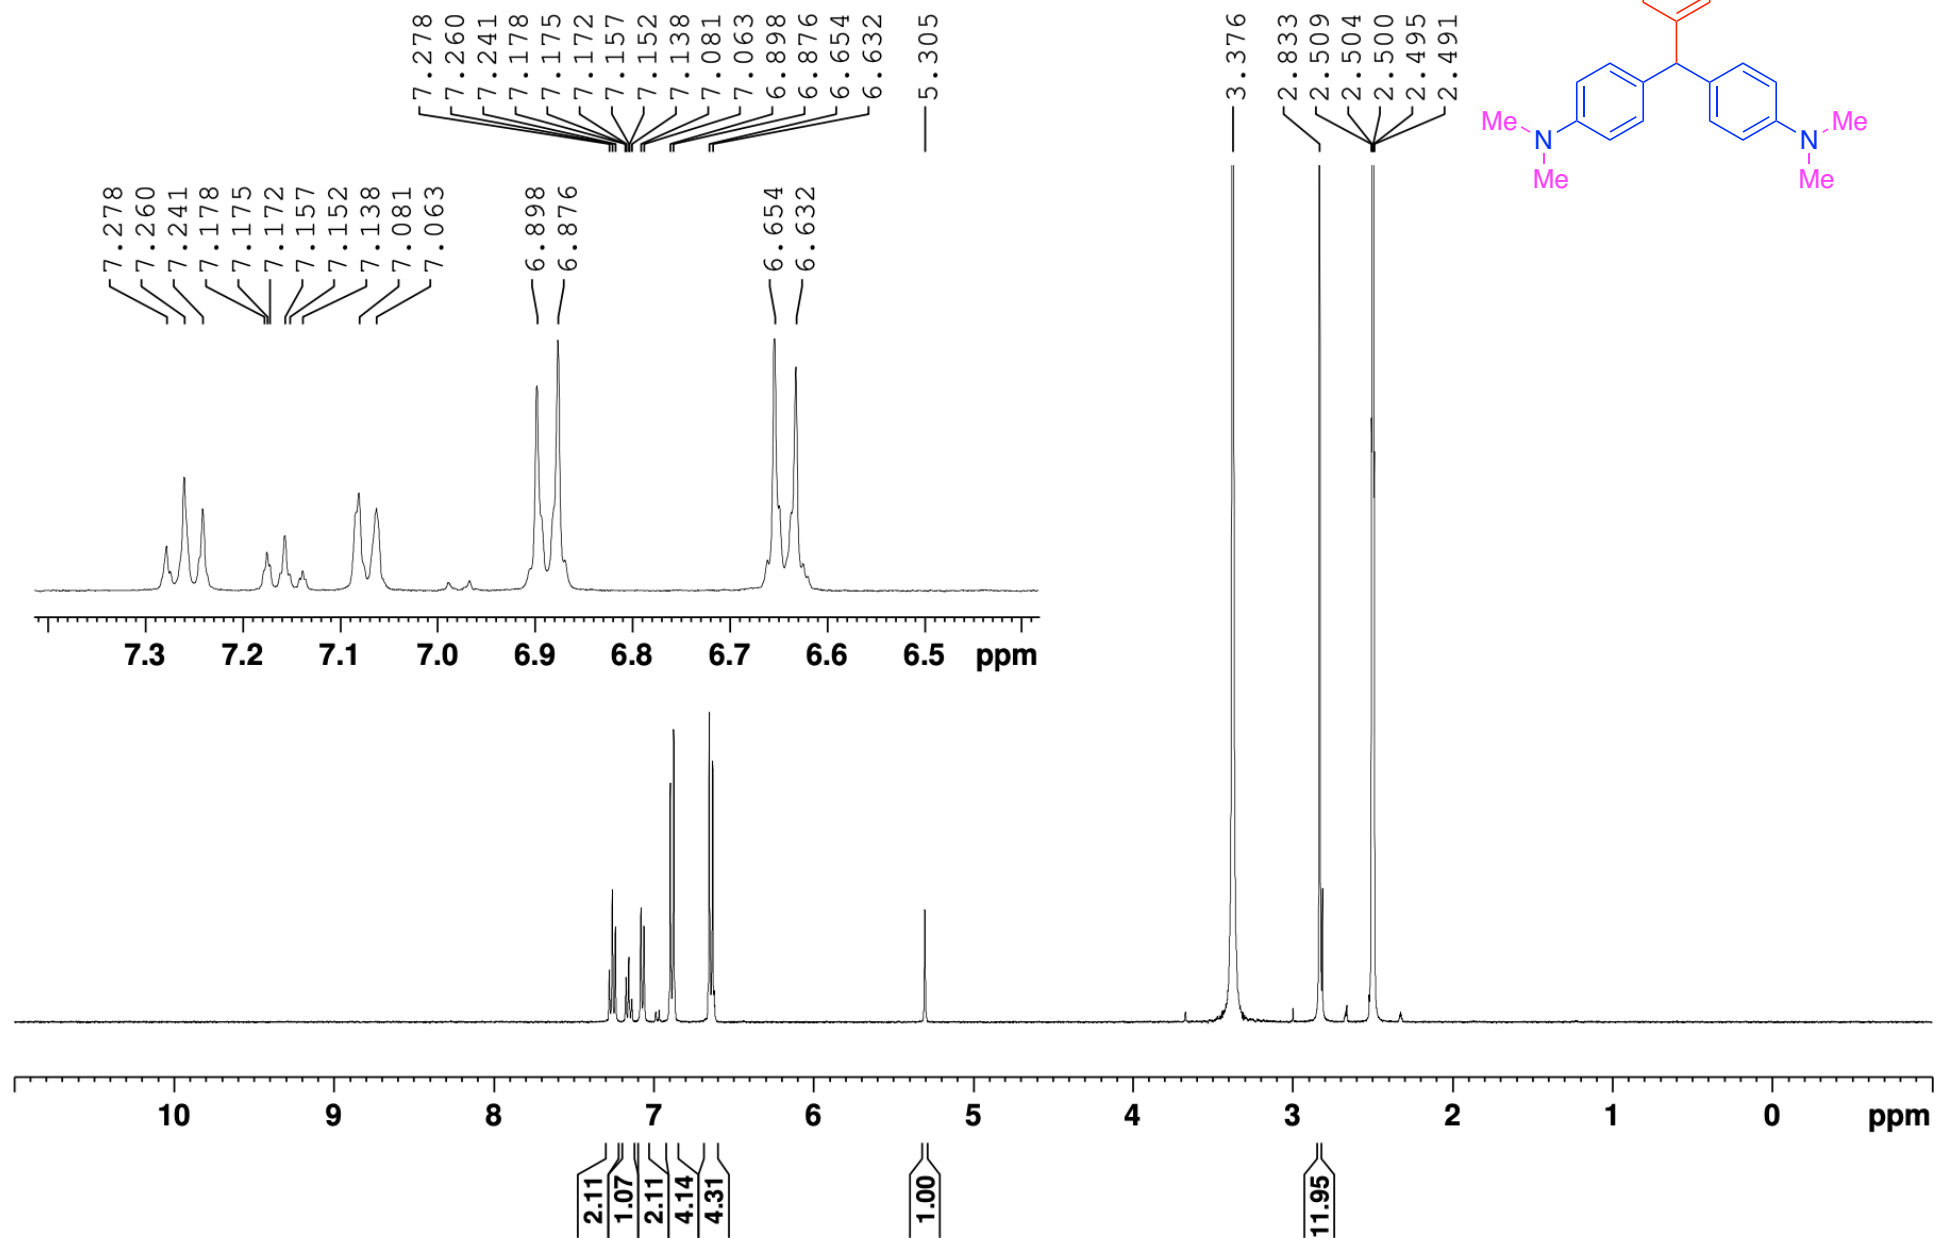 7.278 7.260 7.241 7.178 7.175 7.172 7.157 7.152 7.138 7.081 7.063 6.898 6.876 6.654 6.632 5.305 3.376 2.833 2.509 2.504 2.500 2.495 2.491
Me N Me N Me Me
7.278 7.260 7.241 7.178 7.175 7.172 7.157 7.152 7.138 7.081 7.063 6.898 6.876 6.654 6.632
7.3 7.2 7.1 7.0 6.9 6.8 6.7 6.6 6.5 ppm
10 9 8 7 6 5 4 3 2 1 0 ppm
2.11 1.07 2.11 4.14 4.31 1.00 11.95